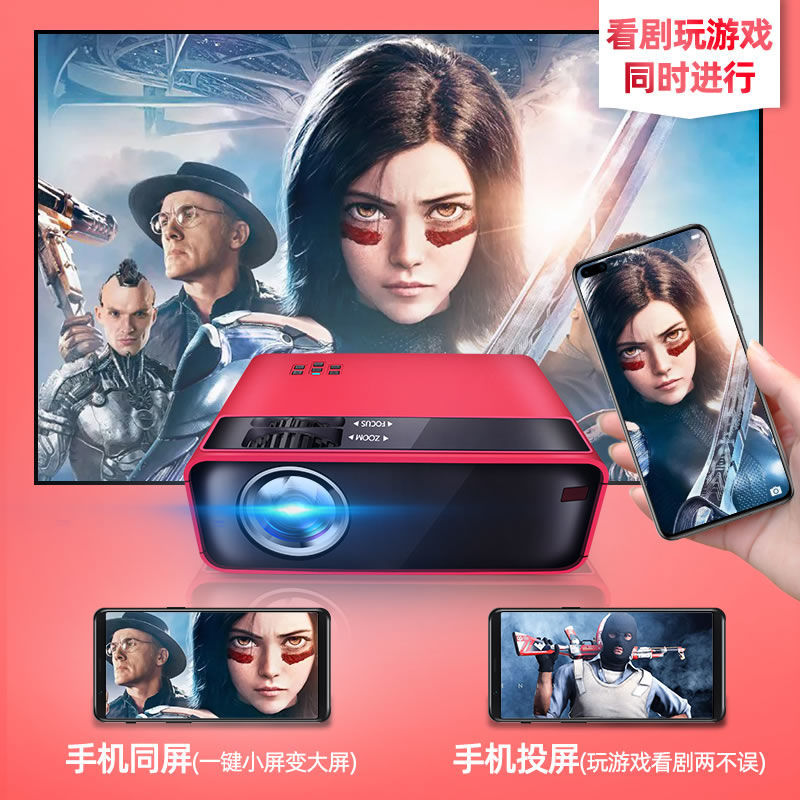 看剧玩游戏
同时进行
◀ FOCUS ▶
◀ ZOOM ▶
手机同屏(一键小屏变大屏)
手机投屏(玩游戏看剧两不误)